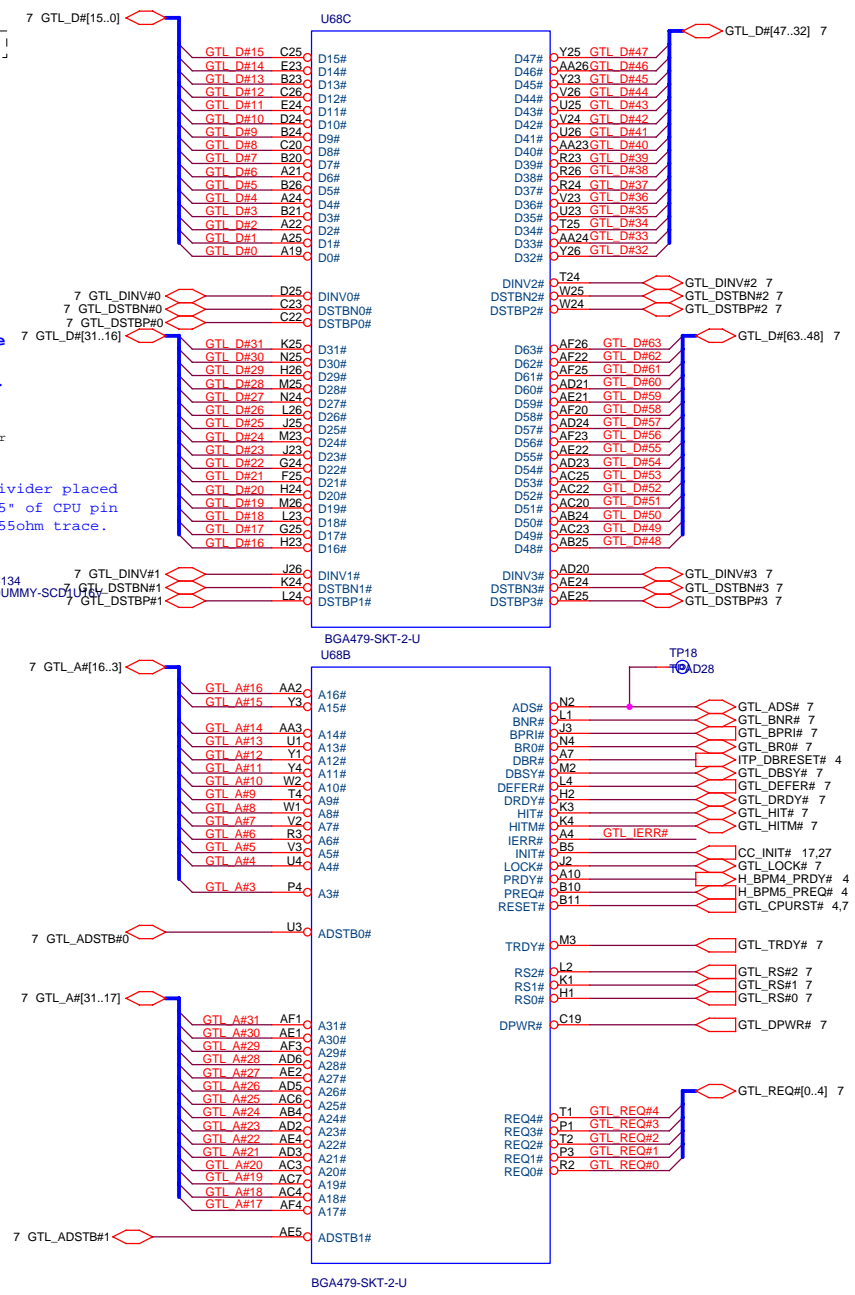 7 GTL_D#[15..0]
U68C
GTL_D#[47..32] 7
GTL_D#15 C25 D15#
GTL_D#14 E23 D14#
GTL_D#13 B23 D13#
GTL_D#12 C26 D12#
GTL_D#11 E24 D11#
GTL_D#10 D24 D10#
GTL_D#9 B24 D9#
GTL_D#8 C20 D8#
GTL_D#7 B20 D7#
GTL_D#6 A21 D6#
GTL_D#5 B26 D5#
GTL_D#4 A24 D4#
GTL_D#3 B21 D3#
GTL_D#2 A22 D2#
GTL_D#1 A25 D1#
GTL_D#0 A19 D0#
D47# Y25 GTL_D#47
D46# AA26 GTL_D#46
D45# Y23 GTL_D#45
D44# V26 GTL_D#44
D43# U25 GTL_D#43
D42# V24 GTL_D#42
D41# U26 GTL_D#41
D40# AA23 GTL_D#40
D39# R23 GTL_D#39
D38# R26 GTL_D#38
D37# R24 GTL_D#37
D36# V23 GTL_D#36
D35# U23 GTL_D#35
D34# T25 GTL_D#34
D33# AA24 GTL_D#33
D32# Y26 GTL_D#32
7 GTL_DINV#0 D25 DINV0#
7 GTL_DSTBN#0 C23 DSTBN0#
7 GTL_DSTBP#0 C22 DSTBP0#
DINV2# T24 GTL_DINV#2 7
DSTBN2# W25 GTL_DSTBN#2 7
DSTBP2# W24 GTL_DSTBP#2 7
e
7 GTL_D#[31..16]
GTL_D#[63..48] 7
GTL_D#31 K25 D31#
GTL_D#30 N25 D30#
GTL_D#29 H26 D29#
GTL_D#28 M25 D28#
GTL_D#27 N24 D27#
GTL_D#26 L26 D26#
GTL_D#25 J25 D25#
GTL_D#24 M23 D24#
GTL_D#23 J23 D23#
GTL_D#22 G24 D22#
GTL_D#21 F25 D21#
GTL_D#20 H24 D20#
GTL_D#19 M26 D19#
GTL_D#18 L23 D18#
GTL_D#17 G25 D17#
GTL_D#16 H23 D16#
D63# AF26 GTL_D#63
D62# AF22 GTL_D#62
D61# AF25 GTL_D#61
D60# AD21 GTL_D#60
D59# AE21 GTL_D#59
D58# AF20 GTL_D#58
D57# AD24 GTL_D#57
D56# AF23 GTL_D#56
D55# AE22 GTL_D#55
D54# AD23 GTL_D#54
D53# AC25 GTL_D#53
D52# AC22 GTL_D#52
D51# AC20 GTL_D#51
D50# AB24 GTL_D#50
D49# AC23 GTL_D#49
D48# AB25 GTL_D#48
r
ivider placed
5" of CPU pin
55ohm trace.
134
UMMY-SCD1U16V
7 GTL_DINV#1 J26 DINV1#
7 GTL_DSTBN#1 K24 DSTBN1#
7 GTL_DSTBP#1 L24 DSTBP1#
DINV3# AD20 GTL_DINV#3 7
DSTBN3# AE24 GTL_DSTBN#3 7
DSTBP3# AE25 GTL_DSTBP#3 7
BGA479-SKT-2-U
U68B
TP18
TPAD28
7 GTL_A#[16..3]
GTL_A#16 AA2 A16#
GTL_A#15 Y3 A15#
GTL_A#14 AA3 A14#
GTL_A#13 U1 A13#
GTL_A#12 Y1 A12#
GTL_A#11 Y4 A11#
GTL_A#10 W2 A10#
GTL_A#9 T4 A9#
GTL_A#8 W1 A8#
GTL_A#7 V2 A7#
GTL_A#6 R3 A6#
GTL_A#5 V3 A5#
GTL_A#4 U4 A4#
GTL_A#3 P4 A3#
ADS# N2 GTL_ADS# 7
BNR# L1 GTL_BNR# 7
BPRI# J3 GTL_BPRI# 7
BR0# N4 GTL_BR0# 7
DBR# A7 ITP_DBRESET# 4
DBSY# M2 GTL_DBSY# 7
DEFER# L4 GTL_DEFER# 7
DRDY# H2 GTL_DRDY# 7
HIT# K3 GTL_HIT# 7
HITM# K4 GTL_HITM# 7
IERR# A4 GTL_IERR#
INIT# B5 CC_INIT# 17,27
LOCK# J2 GTL_LOCK# 7
PRDY# A10 H_BPM4_PRDY# 4
PREQ# B10 H_BPM5_PREQ# 4
RESET# B11 GTL_CPURST# 4,7
7 GTL_ADSTB#0 U3 ADSTB0#
TRDY# M3 GTL_TRDY# 7
RS2# L2 GTL_RS#2 7
RS1# K1 GTL_RS#1 7
RS0# H1 GTL_RS#0 7
DPWR# C19 GTL_DPWR# 7
7 GTL_A#[31..17]
GTL_A#31 AF1 A31#
GTL_A#30 AE1 A30#
GTL_A#29 AF3 A29#
GTL_A#28 AD6 A28#
GTL_A#27 AE2 A27#
GTL_A#26 AD5 A26#
GTL_A#25 AC6 A25#
GTL_A#24 AB4 A24#
GTL_A#23 AD2 A23#
GTL_A#22 AE4 A22#
GTL_A#21 AD3 A21#
GTL_A#20 AC3 A20#
GTL_A#19 AC7 A19#
GTL_A#18 AC4 A18#
GTL_A#17 AF4 A17#
GTL_REQ#[0..4] 7
REQ4# T1 GTL_REQ#4
REQ3# P1 GTL_REQ#3
REQ2# T2 GTL_REQ#2
REQ1# P3 GTL_REQ#1
REQ0# R2 GTL_REQ#0
7 GTL_ADSTB#1 AE5 ADSTB1#
BGA479-SKT-2-U